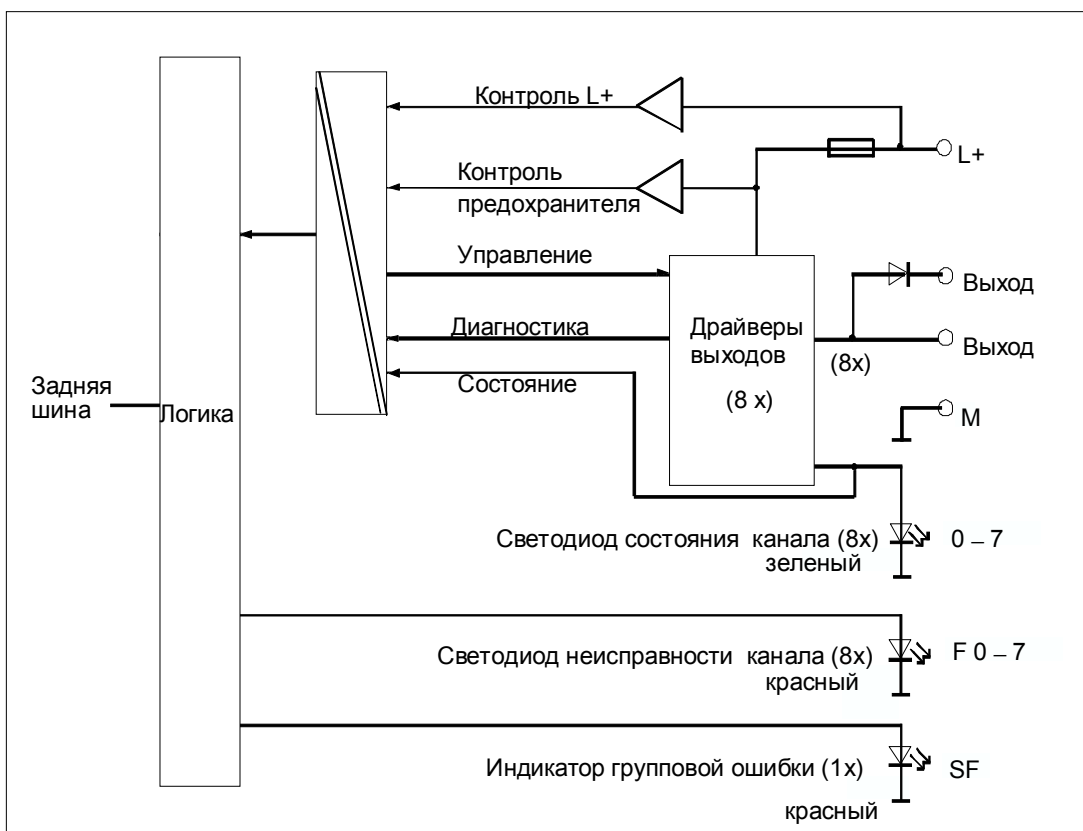 Контроль L+
L+
Контроль
предохранителя
Управление
Выход
Диагностика
Драйверы
выходов
(8x)
Выход
Состояние
(8 x)
Задняя
шина
Логика
M
Светодиод состояния канала (8x)
зеленый
0 – 7
Светодиод неисправности канала (8x)
красный
F 0 – 7
Индикатор групповой ошибки (1x)
красный
SF